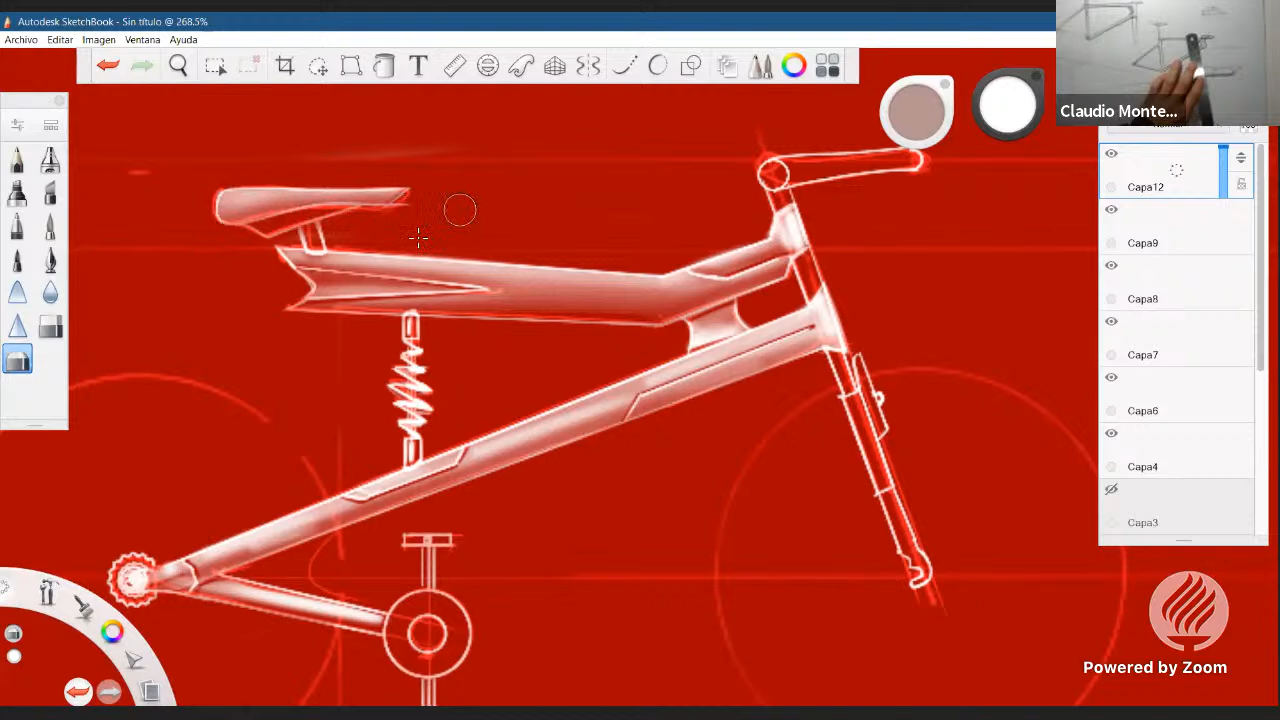 Autodesk SketchBook - Sin título @ 268.5%
Archivo Editar Imagen Ventana Ayuda
T
Claudio Monte...
Capa12
Capa9
Capa8
Capa7
Capa6
Capa4
Capa3
Powered by Zoom